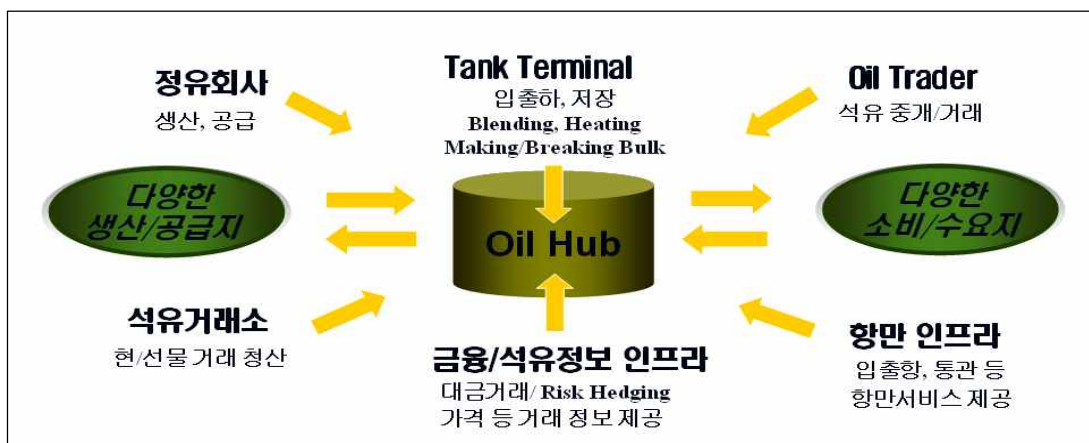 정유회사
생산, 공급
Tank Terminal
입출하, 저장
Blending, Heating
Making/Breaking Bulk
Oil Trader
석유 중개/거래
다양한
생산/공급지
Oil Hub
다양한
소비/수요지
석유거래소
현/선물 거래 청산
금융/석유정보 인프라
대금거래/ Risk Hedging
가격 등 거래 정보 제공
항만 인프라
입출항, 통관 등
항만서비스 제공